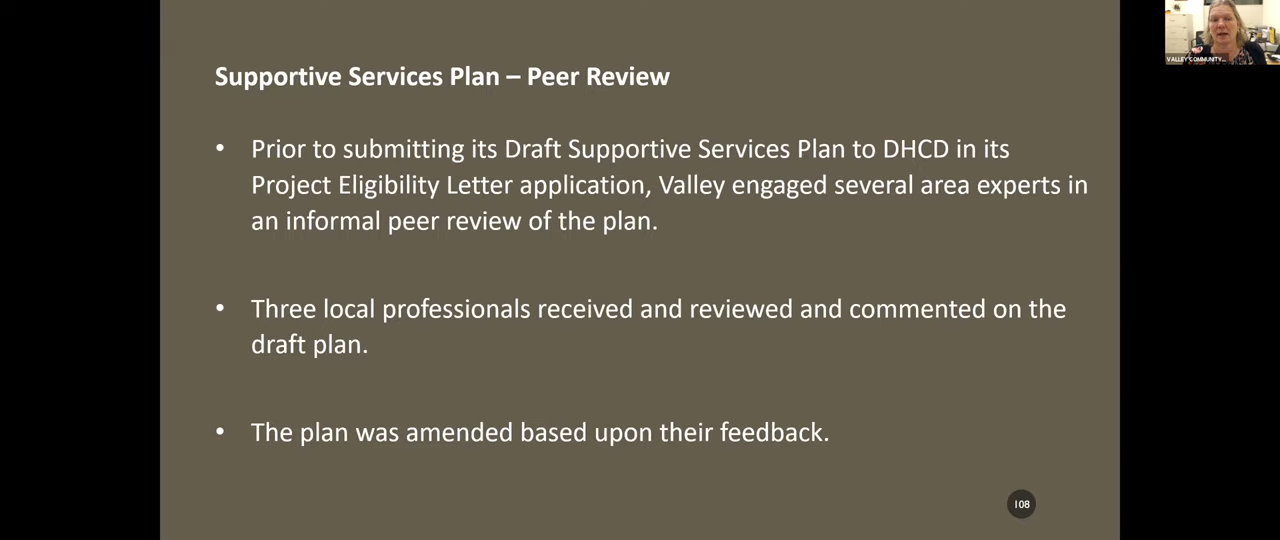 Supportive Services Plan – Peer Review
• Prior to submitting its Draft Supportive Services Plan to DHCD in its
Project Eligibility Letter application, Valley engaged several area experts in
an informal peer review of the plan.
• Three local professionals received and reviewed and commented on the
draft plan.
• The plan was amended based upon their feedback.
108
VALLEY COMMUNITY...